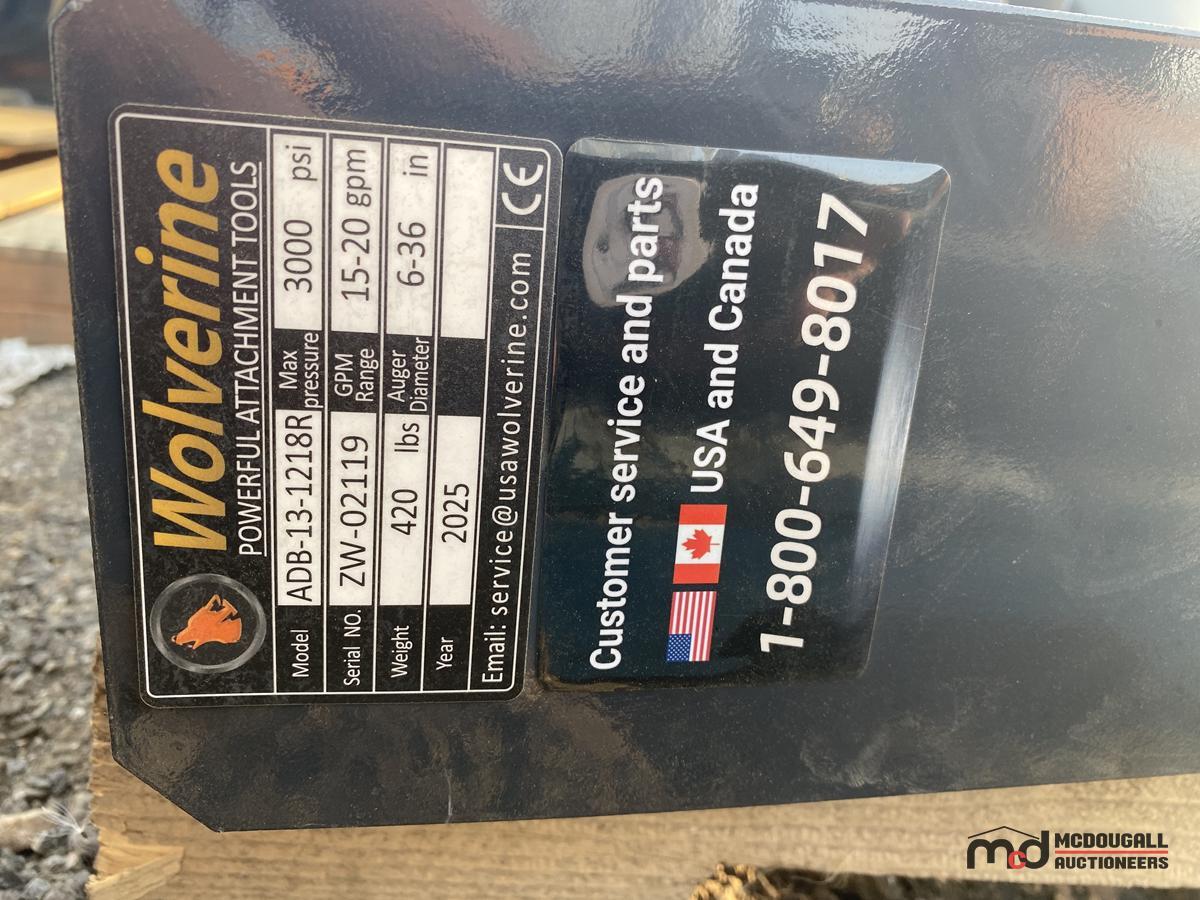 Wolverine
POWERFUL ATTACHMENT TOOLS
Model ADB-13-1218R Max pressure 3000 psi
Serial NO. ZW-02119 GPM Range 15-20 gpm
Weight 420 lbs Auger Diameter 6-36 in
Year 2025
Email: service@usawolverine.com CE
Customer service and parts
USA and Canada
1-800-649-8017
mcd MCDOUGALL
AUCTIONEERS